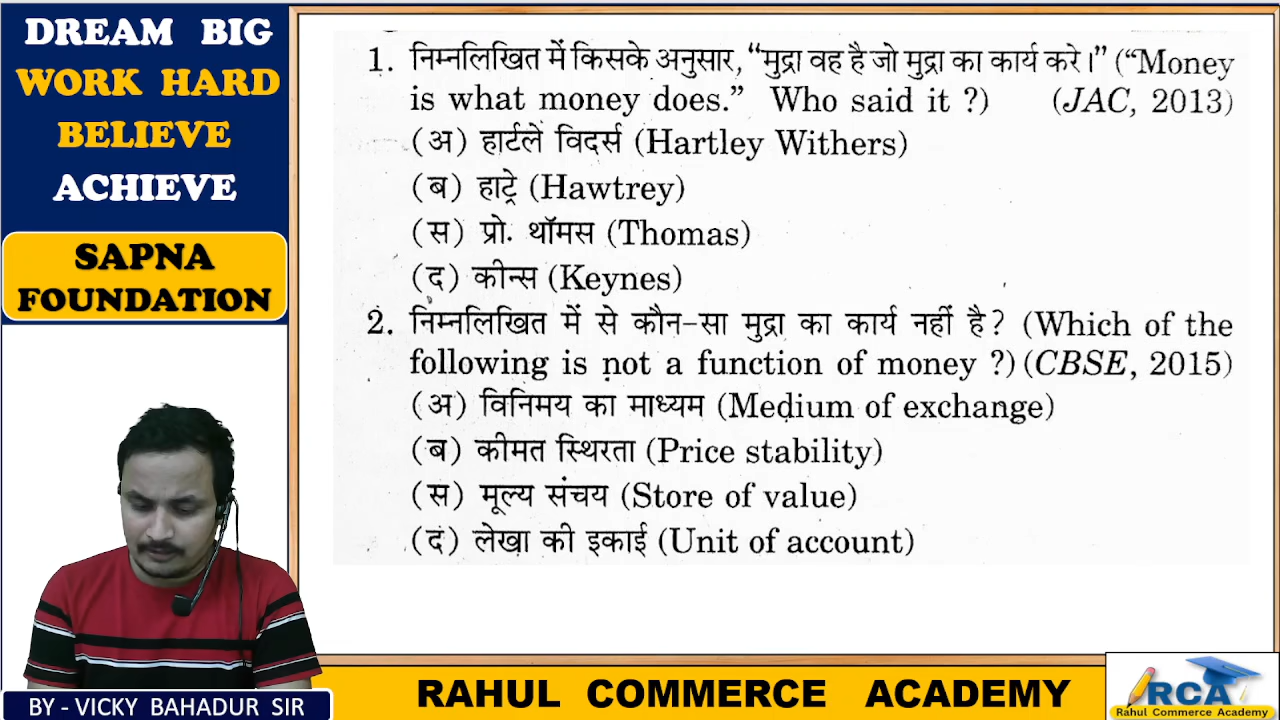 DREAM BIG
WORK HARD
BELIEVE
ACHIEVE
SAPNA
FOUNDATION
1. निम्नलिखित में किसके अनुसार, “मुद्रा वह है जो मुद्रा का कार्य करे।” (“Money
is what money does.” Who said it ?) (JAC, 2013)
(अ) हार्टले विदर्स (Hartley Withers)
(ब) हाट्रे (Hawtrey)
(स) प्रो. थॉमस (Thomas)
(द) कीन्स (Keynes)
2. निम्नलिखित में से कौन-सा मुद्रा का कार्य नहीं है? (Which of the
following is not a function of money ?) (CBSE, 2015)
(अ) विनिमय का माध्यम (Medium of exchange)
(ब) कीमत स्थिरता (Price stability)
(स) मूल्य संचय (Store of value)
(द) लेखा की इकाई (Unit of account)
BY - VICKY BAHADUR SIR
RAHUL COMMERCE ACADEMY
RCA
Rahul Commerce Academy